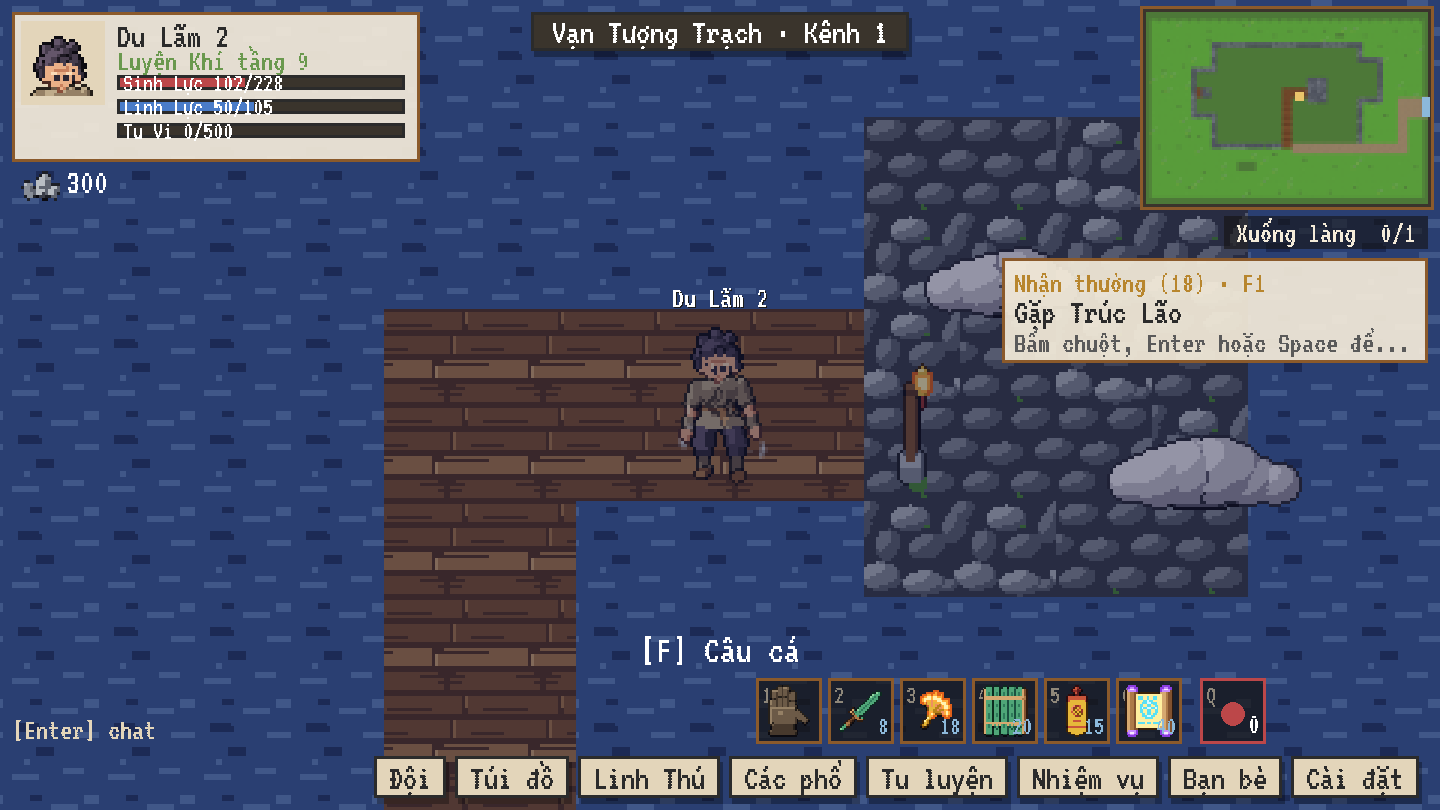 Du Lãm 2
Luyện Khí tầng 9
Sinh Lực 102/228
Linh Lực 50/105
Tu Vi 0/500
300
Vạn Tượng Trạch · Kênh 1
Xuống làng 0/1
Nhận thưởng (18) · F1
Gặp Trúc Lão
Bấm chuột, Enter hoặc Space để...
Du Lãm 2
[F] Câu cá
1
2 8
3 18
4 20
5 15
Q 0
[Enter] chat
Đội
Túi đồ
Linh Thú
Các phổ
Tu luyện
Nhiệm vụ
Bạn bè
Cài đặt